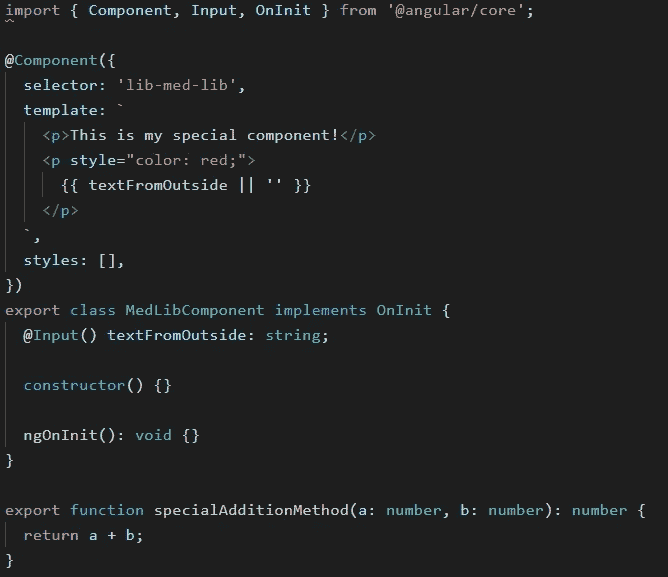 import { Component, Input, OnInit } from '@angular/core';

@Component({
  selector: 'lib-med-lib',
  template: `
    <p>This is my special component!</p>
    <p style="color: red;">
      {{ textFromOutside || '' }}
    </p>
  `,
  styles: [],
})
export class MedLibComponent implements OnInit {
  @Input() textFromOutside: string;

  constructor() {}

  ngOnInit(): void {}
}

export function specialAdditionMethod(a: number, b: number): number {
  return a + b;
}